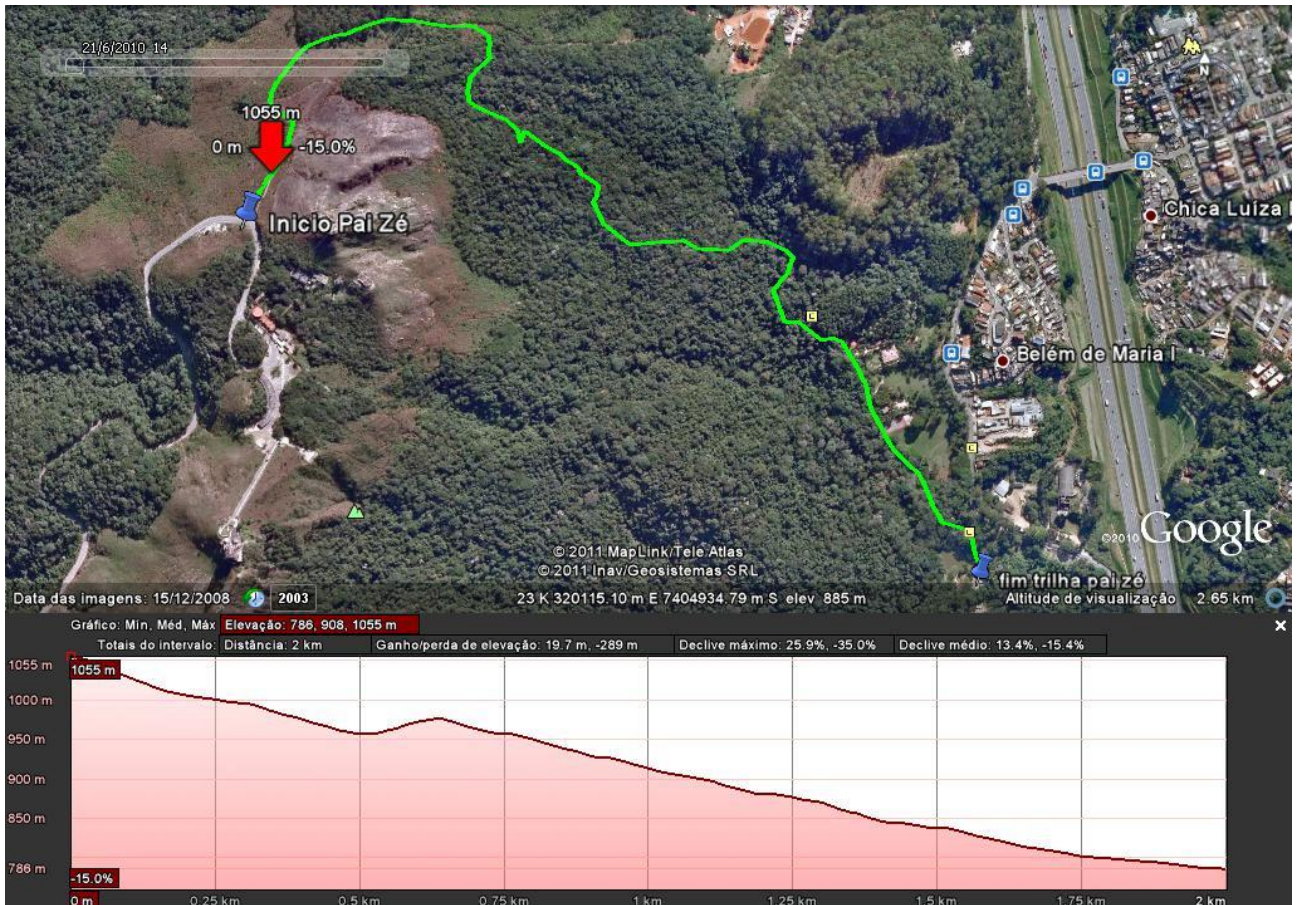 21/6/2010 14
1055 m
0 m
-15.0%
Inicio Pai Zé
N
Chica Luíza I
Belém de Maria I
© 2011 MapLink/Tele Atlas
© 2011 Inav/Geosistemas SRL
©2010 Google
fim trilha pai zé
Data das imagens: 15/12/2008
2003
23 K 320115.10 m E 7404934.79 m S elev 885 m
Altitude de visualização 2.65 km
Gráfico: Mín, Méd, Máx Elevação: 786, 908, 1055 m
Totais do intervalo: Distância: 2 km Ganho/perda de elevação: 19.7 m, -289 m Declive máximo: 25.9%, -35.0% Declive médio: 13.4%, -15.4%
1055 m
1055 m
1000 m
950 m
900 m
850 m
786 m
-15.0%
0 m 0.25 km 0.5 km 0.75 km 1 km 1.25 km 1.5 km 1.75 km 2 km